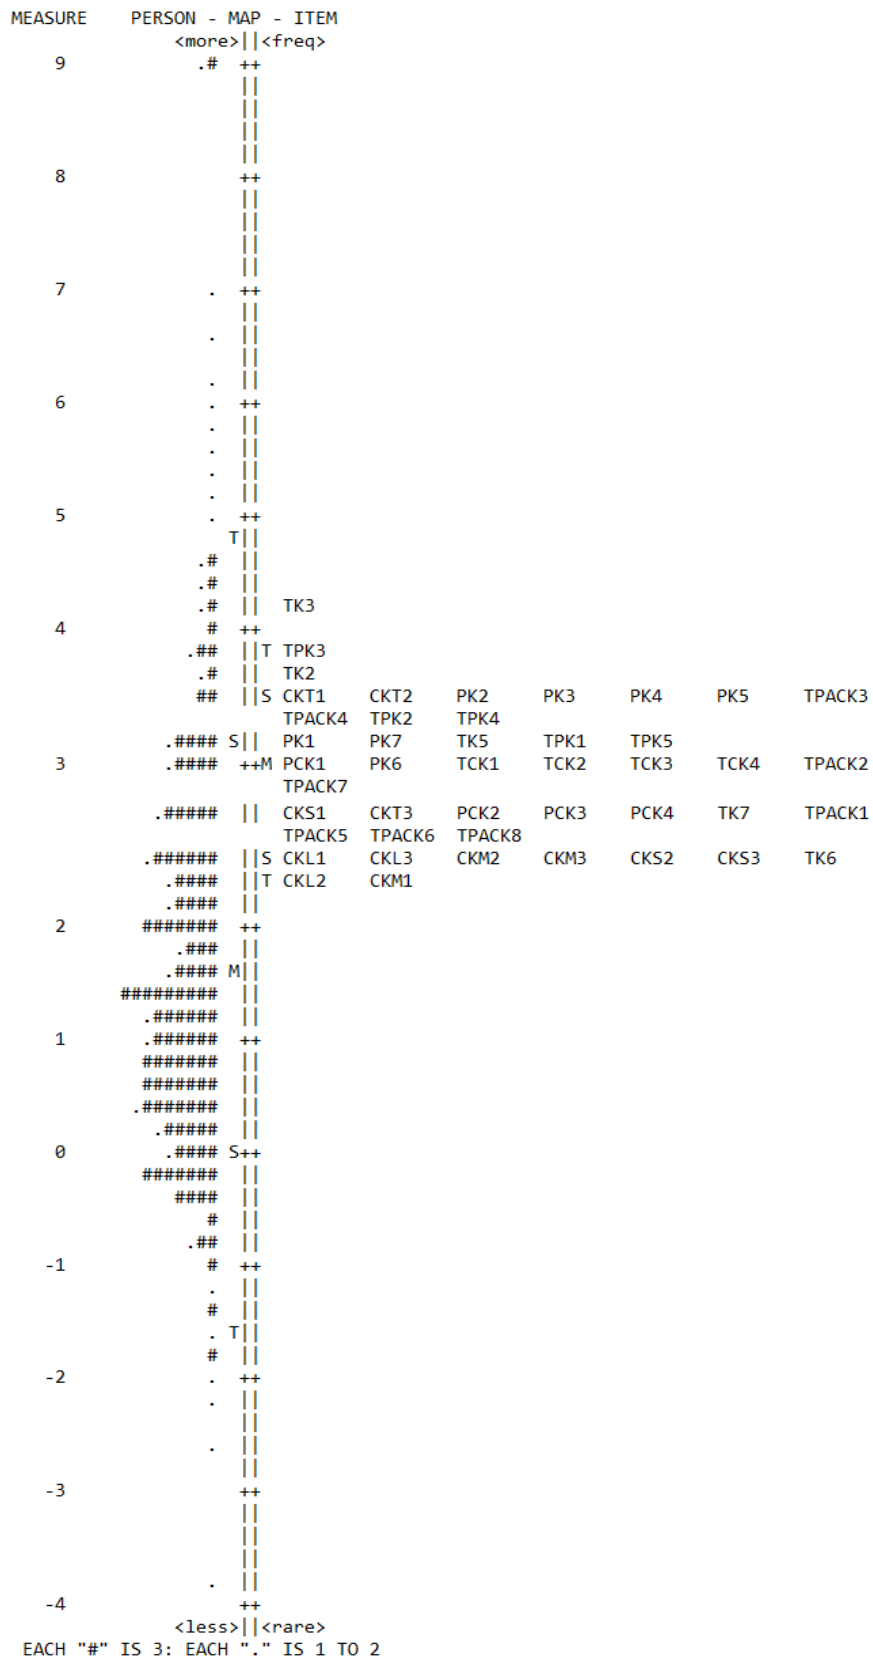 MEASURE    PERSON - MAP - ITEM
               <more>||<freq>
    9            .#  ++
                     ||
                     ||
                     ||
                     ||
    8                ++
                     ||
                     ||
                     ||
                     ||
    7             .  ++
                     ||
                  .  ||
                     ||
                  .  ||
    6             .  ++
                  .  ||
                  .  ||
                  .  ||
                  .  ||
    5             .  ++
                    T||
                 .#  ||
                 .#  ||
                 .#  ||  TK3
    4             #  ++
                .##  ||T TPK3
                 .#  ||  TK2
                 ##  ||S CKT1    CKT2    PK2     PK3     PK4     PK5     TPACK3
                         TPACK4  TPK2    TPK4
              .#### S||  PK1     PK7     TK5     TPK1    TPK5
    3         .####  ++M PCK1    PK6     TCK1    TCK2    TCK3    TCK4    TPACK2
                         TPACK7
             .#####  ||  CKS1    CKT3    PCK2    PCK3    PCK4    TK7     TPACK1
                         TPACK5  TPACK6  TPACK8
            .######  ||S CKL1    CKL3    CKM2    CKM3    CKS2    CKS3    TK6
              .####  ||T CKL2    CKM1
              .####  ||
    2       #######  ++
               .###  ||
              .#### M||
          #########  ||
            .######  ||
    1       .######  ++
            #######  ||
            #######  ||
           .#######  ||
             .#####  ||
    0         .#### S++
            #######  ||
               ####  ||
                  #  ||
                .##  ||
   -1             #  ++
                  .  ||
                  #  ||
                  . T||
                  #  ||
   -2             .  ++
                  .  ||
                     ||
                  .  ||
                     ||
   -3                ++
                     ||
                     ||
                     ||
                  .  ||
   -4                ++
               <less>||<rare>
 EACH "#" IS 3: EACH "." IS 1 TO 2